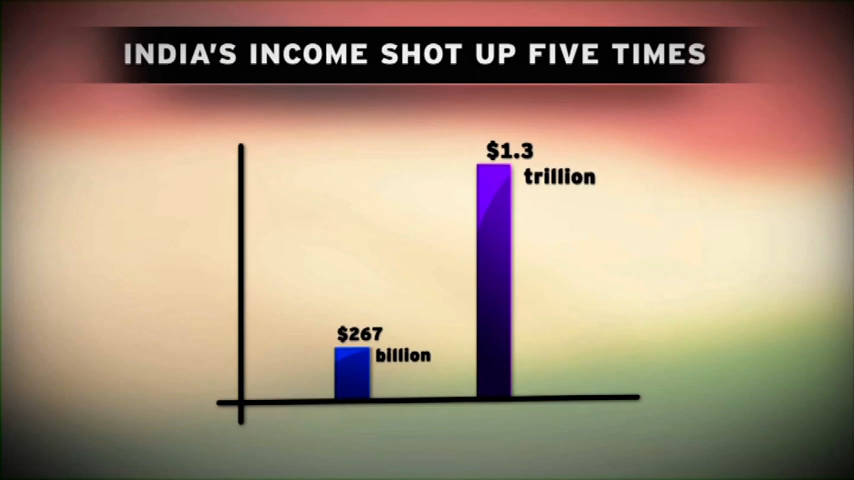 INDIA'S INCOME SHOT UP FIVE TIMES
$1.3
trillion
$267
billion